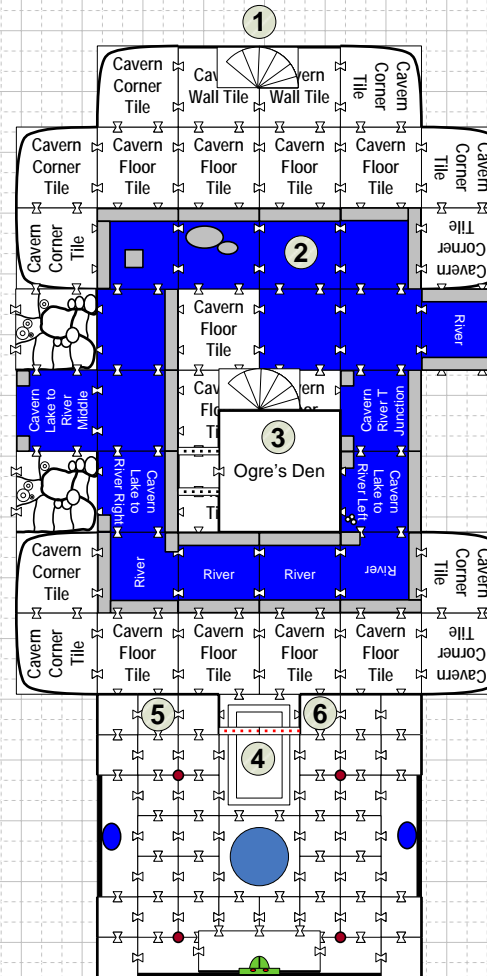 1
Cavern
Corner
Tile
Cav
Wall Tile
vern
Wall Tile
Cavern
Corner
Tile
Cavern
Corner
Tile
Cavern
Floor
Tile
Cavern
Floor
Tile
Cavern
Floor
Tile
Cavern
Floor
Tile
Cavern
Corner
Tile
Cavern
Corner
Tile
2
Cavern
Corner
Tile
Cavern
Floor
Tile
River
Cavern
Lake to
River
Middle
Cavern
River T
Junction
3
Ogre's Den
Cavern
Lake to
River Right
Cavern
Lake to
River Left
Cavern
Corner
Tile
River
River
River
River
Cavern
Corner
Tile
Cavern
Corner
Tile
Cavern
Floor
Tile
Cavern
Floor
Tile
Cavern
Floor
Tile
Cavern
Floor
Tile
Cavern
Corner
Tile
5
6
4